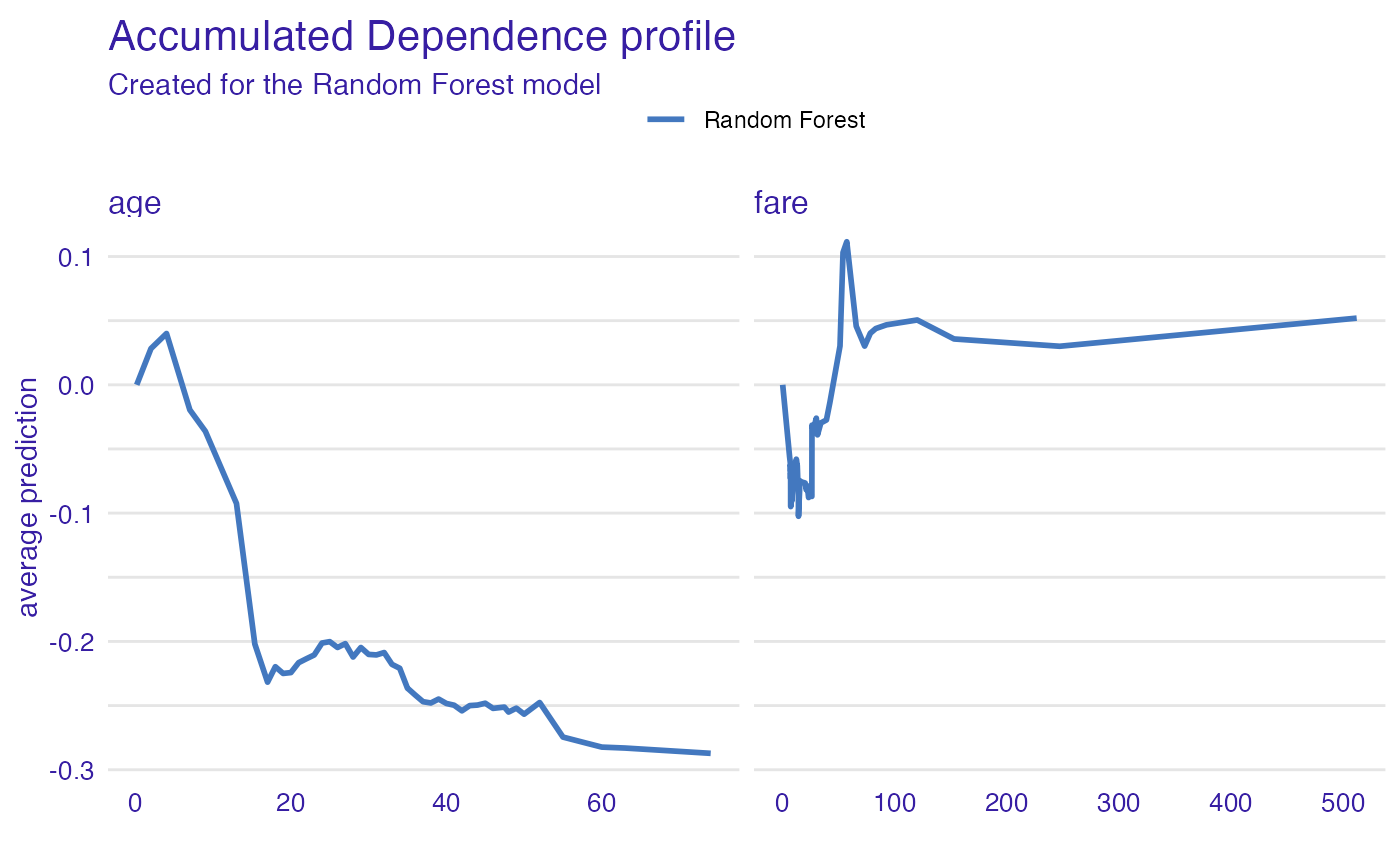 Accumulated Dependence profile
Created for the Random Forest model
Random Forest
age
fare
average prediction
0.1
0.0
-0.1
-0.2
-0.3
0 20 40 60
0 100 200 300 400 500